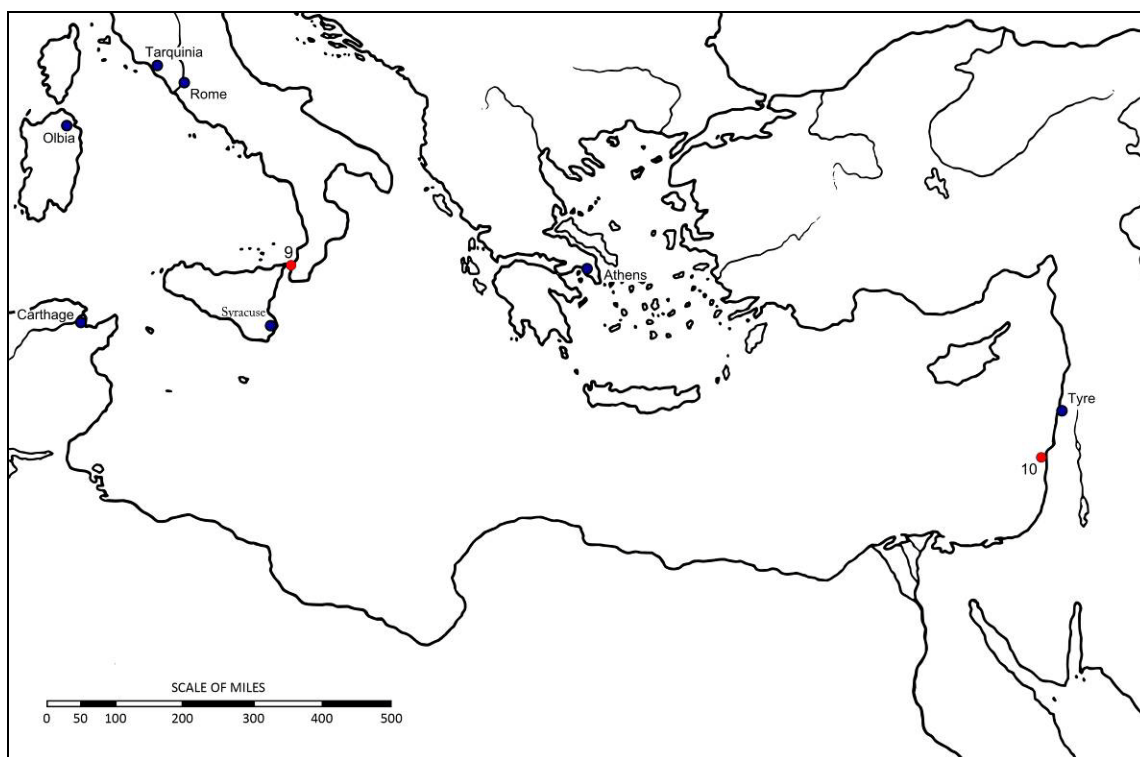 Tarquinia
Rome
Olbia
9
Athens
Carthage
Syracuse
Tyre
10
SCALE OF MILES
0 50 100 200 300 400 500